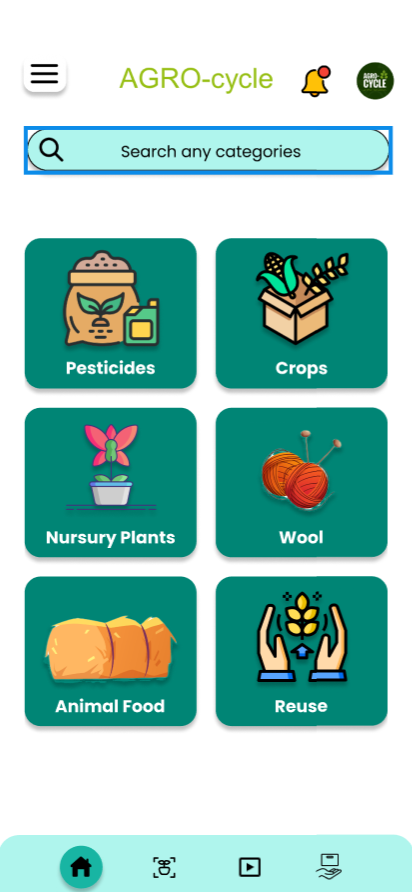 AGRO-cycle
AGRO-
CYCLE
Search any categories
Pesticides
Crops
Nursury Plants
Wool
Animal Food
Reuse